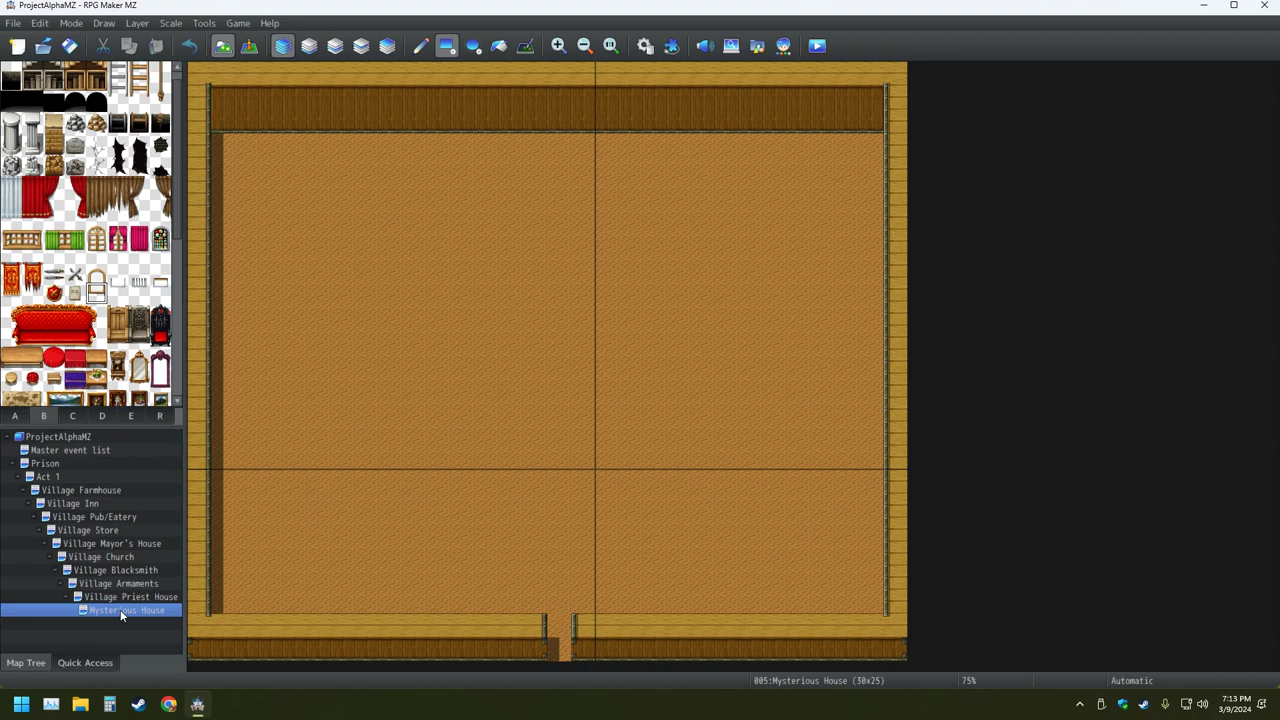 ProjectAlphaMZ - RPG Maker MZ
File Edit Mode Draw Layer Scale Tools Game Help
A B C D E R
ProjectAlphaMZ
Master event list
Prison
Act 1
Village Farmhouse
Village Inn
Village Pub/Eatery
Village Store
Village Mayor's House
Village Church
Village Blacksmith
Village Armaments
Village Priest House
Mysterious House
Map Tree Quick Access
005:Mysterious House (30x25) 75% Automatic
7:13 PM
3/9/2024